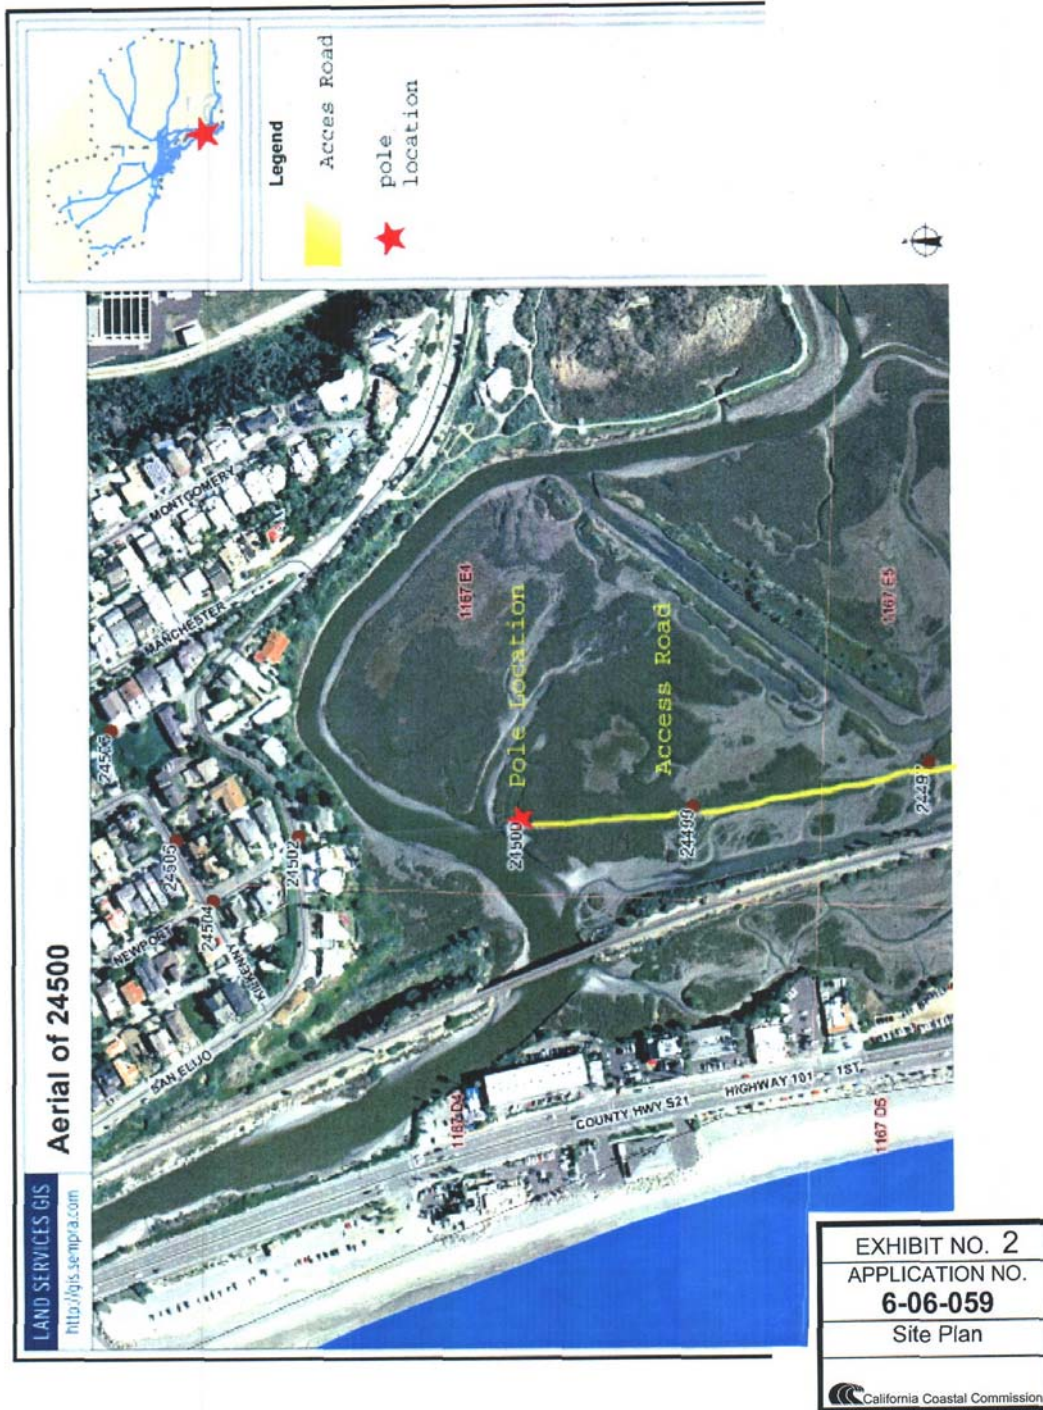 LAND SERVICES GIS
http://gis.sempra.com
Aerial of 24500
Legend
Acces Road
pole
location
MONTGOMERY
MANCHESTER
24503
24505
24504
24502
NEWPORT
KILKENNY
SAN ELIJO
1167 E4
Pole Location
24500
Access Road
24499
1167 E5
24497
1167 D4
COUNTY HWY S21
HIGHWAY 101
1ST
1167 D5
EXHIBIT NO. 2
APPLICATION NO.
6-06-059
Site Plan
California Coastal Commission